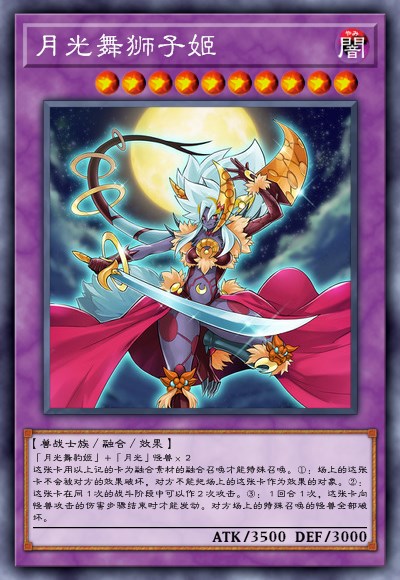 月光舞狮子姬
やみ
闇
【兽战士族／融合／效果】
「月光舞豹姬」＋「月光」怪兽×2
这张卡用以上记的卡为融合素材的融合召唤才能特殊召唤。①：场上的这张
卡不会被对方的效果破坏，对方不能把场上的这张卡作为效果的对象。②：
这张卡在同1次的战斗阶段中可以作2次攻击。③：1回合1次，这张卡向
怪兽攻击的伤害步骤结束时才能发动。对方场上的特殊召唤的怪兽全部破
坏。
ATK/3500 DEF/3000